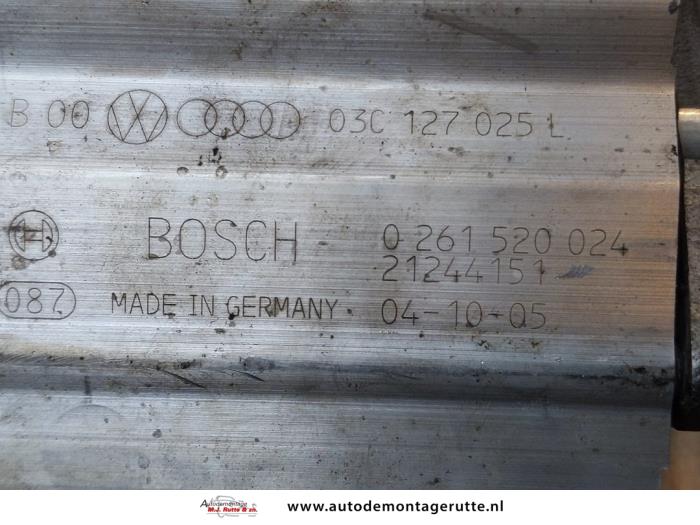 B 00 03C 127 025 L
BOSCH 0 261 520 024
21244151
087 MADE IN GERMANY 04-10-05
Autodemontage
M.J. Rutte & zn.
www.autodemontagerutte.nl